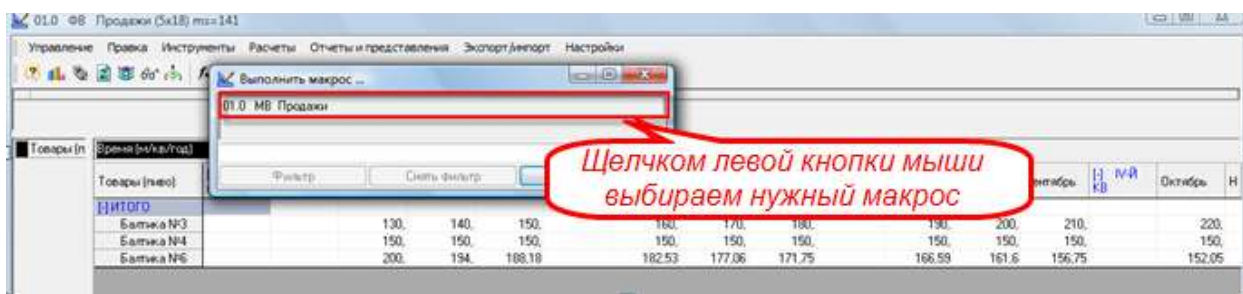 01.0 ФВ Продажи (5x18) ms=141
Управление Правка Инструменты Расчеты Отчеты и представления Экспорт/импорт Настройки
Выполнить макрос ...
01.0 МВ Продажи
Фильтр Снять фильтр
Щелчком левой кнопки мыши
выбираем нужный макрос
Товары (п Время (м/кв/год)
Товары (пиво) ентябрь [-] IV-й КВ Октябрь Н
[-] ИТОГО
Балтика №3 130, 140, 150, 160, 170, 180, 190, 200, 210, 220,
Балтика №4 150, 150, 150, 150, 150, 150, 150, 150, 150, 150,
Балтика №6 200, 194, 188,18 182,53 177,06 171,75 166,59 161,6 156,75 152,05